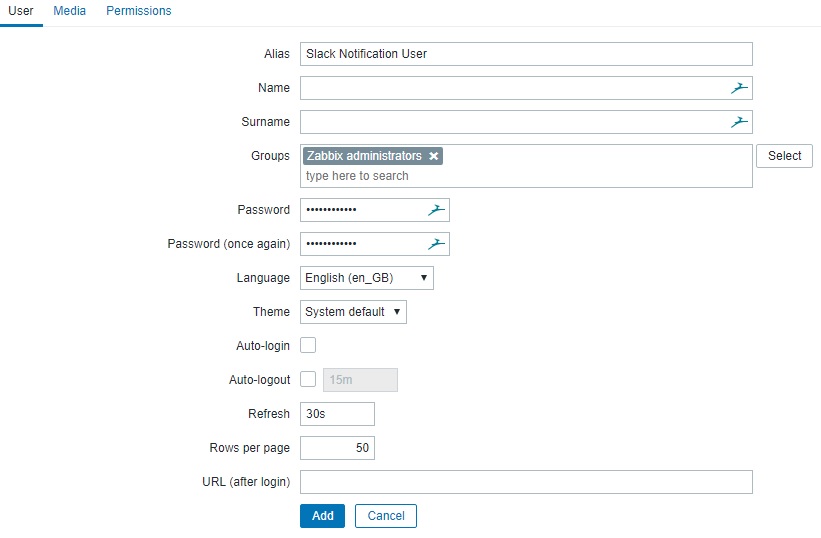 User Media Permissions
Alias Slack Notification User
Name
Surname
Groups Zabbix administrators × Select
type here to search
Password ••••••••••••
Password (once again) ••••••••••••
Language English (en_GB) ▼
Theme System default ▼
Auto-login
Auto-logout 15m
Refresh 30s
Rows per page 50
URL (after login)
Add Cancel